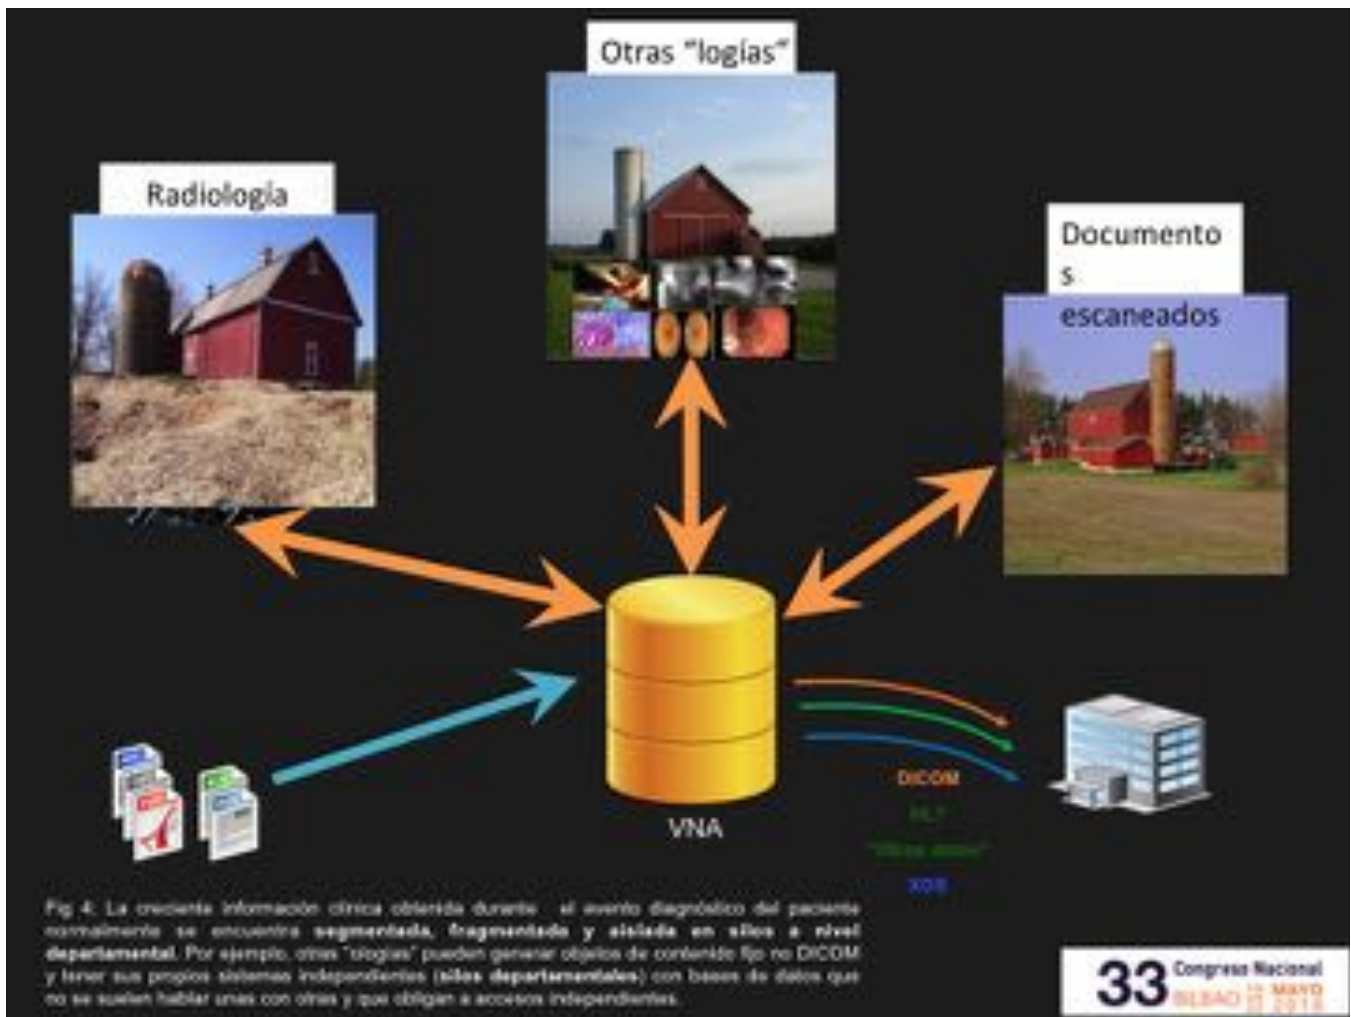 Otras “logías“
Radiología
Documento
s
escaneados
VNA
DICOM
HL7
XDS
Fig 4: La creciente información clínica obtenida durante el evento diagnóstico del paciente
normalmente se encuentra segmentada, fragmentada y aislada en silos a nivel
departamental. Por ejemplo, otras “ologías” pueden generar objetos de contenido fijo no DICOM
y tener sus propios sistemas independientes (silos departamentales) con bases de datos que
no se suelen hablar unas con otras y que obligan a accesos independientes.
33 Congreso Nacional
BILBAO MAYO